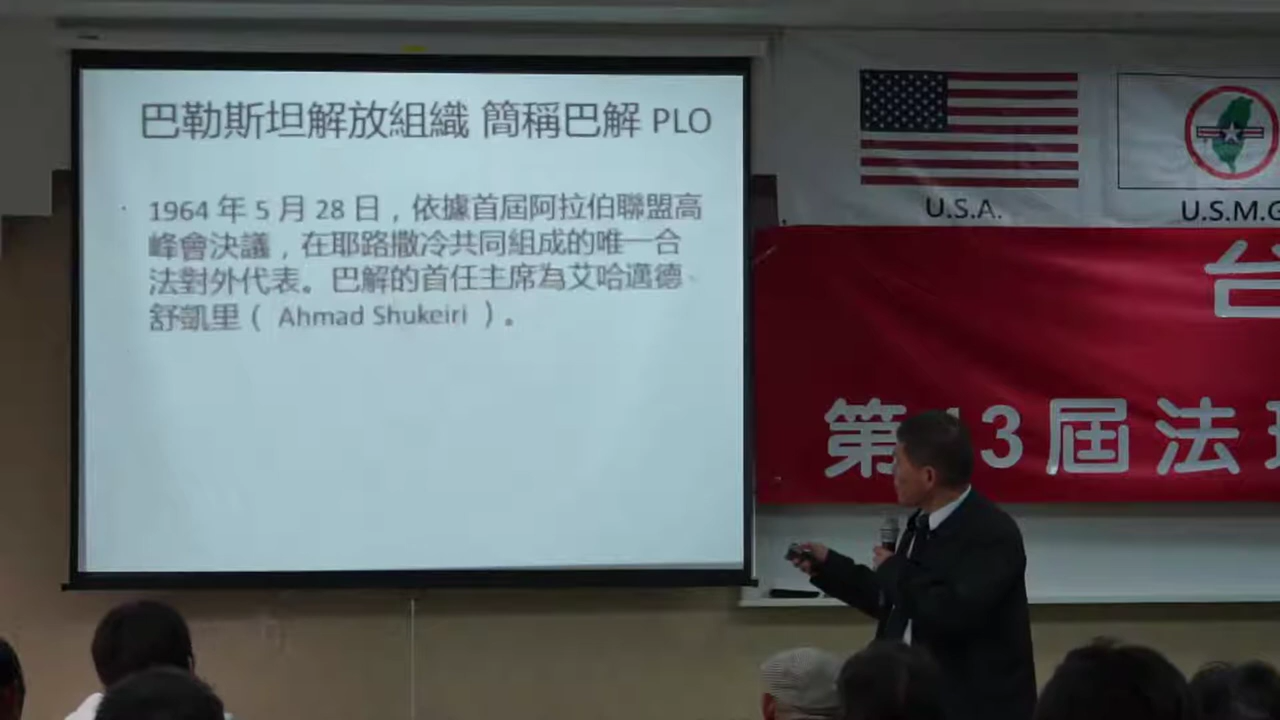 巴勒斯坦解放組織 簡稱巴解 PLO
1964 年 5 月 28 日，依據首屆阿拉伯聯盟高
峰會決議，在耶路撒冷共同組成的唯一合
法對外代表。巴解的首任主席為艾哈邁德·
舒凱里（ Ahmad Shukeiri ）。
U.S.A.
U.S.M.G
台
第13屆法